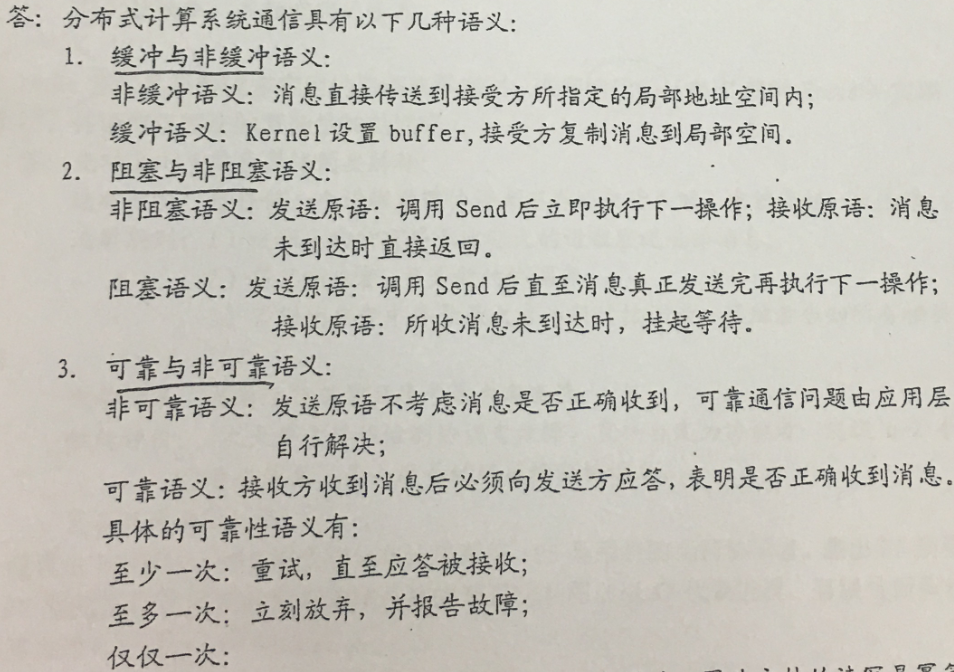 答：分布式计算系统通信具有以下几种语义：
1. 缓冲与非缓冲语义：
非缓冲语义：消息直接传送到接受方所指定的局部地址空间内；
缓冲语义：Kernel 设置 buffer,接受方复制消息到局部空间。
2. 阻塞与非阻塞语义：
非阻塞语义：发送原语：调用 Send 后立即执行下一操作；接收原语：消息
未到达时直接返回。
阻塞语义：发送原语：调用 Send 后直至消息真正发送完再执行下一操作；
接收原语：所收消息未到达时，挂起等待。
3. 可靠与非可靠语义：
非可靠语义：发送原语不考虑消息是否正确收到，可靠通信问题由应用层
自行解决；
可靠语义：接收方收到消息后必须向发送方应答，表明是否正确收到消息。
具体的可靠性语义有：
至少一次：重试，直至应答被接收；
至多一次：立刻放弃，并报告故障；
仅仅一次：